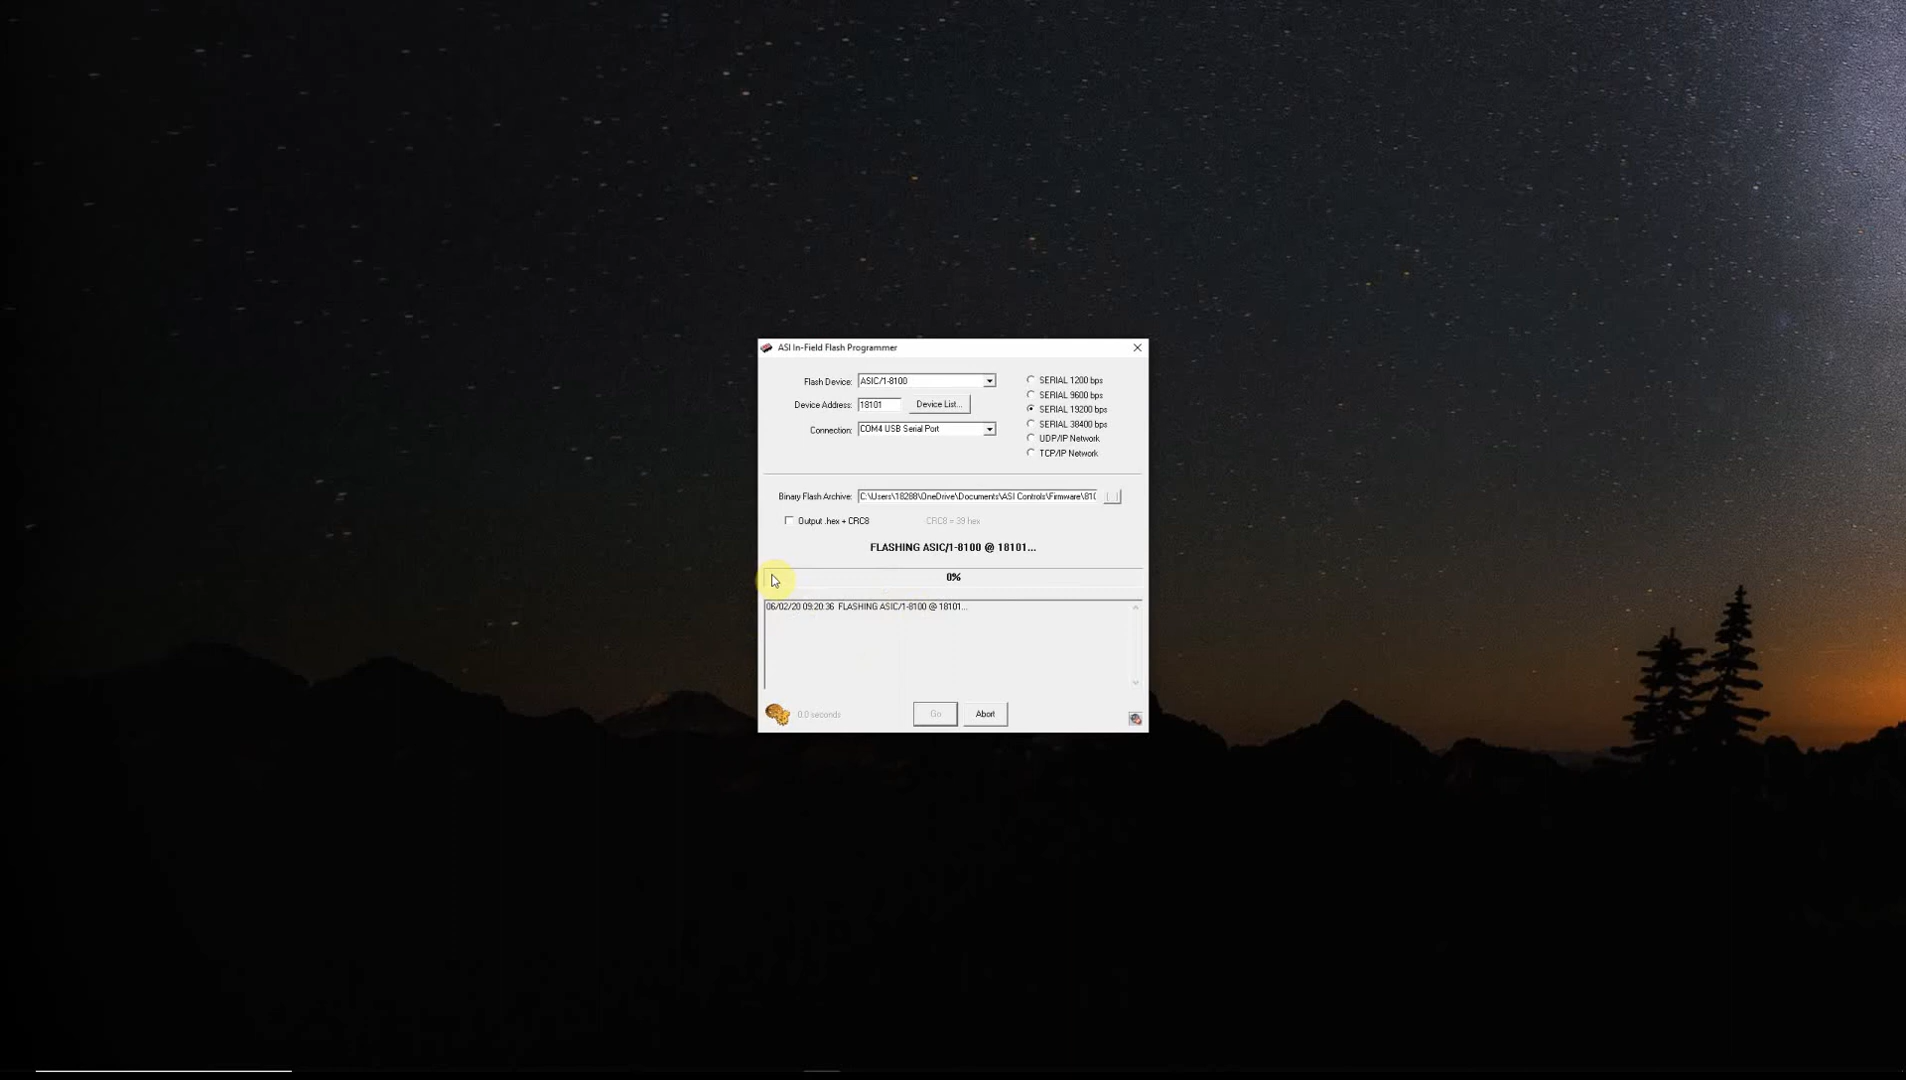 ASI In-Field Flash Programmer
Flash Device: ASIC/1-8100
SERIAL 1200 bps
SERIAL 9600 bps
Device Address: 18101 Device List...
SERIAL 19200 bps
SERIAL 38400 bps
Connection: COM4 USB Serial Port
UDP/IP Network
TCP/IP Network
Binary Flash Archive: C:\Users\18288\OneDrive\Documents\ASI Controls\Firmware\810
Output .hex + CRC8 CRC8 = 39 hex
FLASHING ASIC/1-8100 @ 18101...
0%
06/02/20 09:20:36 FLASHING ASIC/1-8100 @ 18101...
0.0 seconds Go Abort